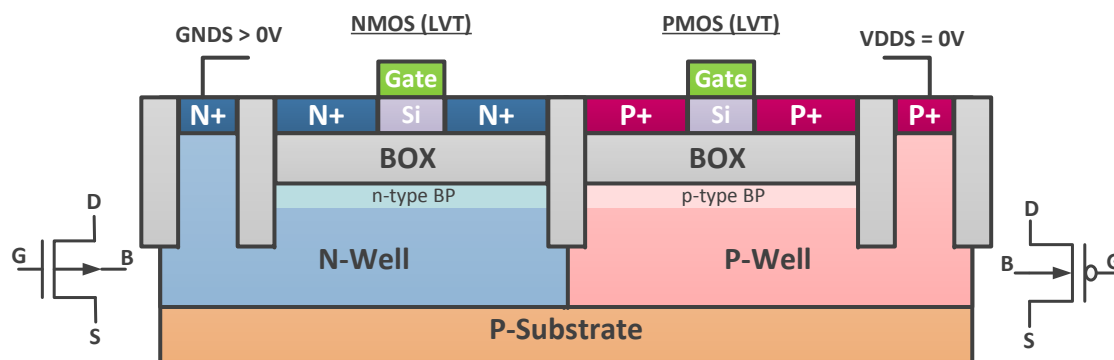 GNDS > 0V
NMOS (LVT)
PMOS (LVT)
VDDS = 0V
Gate
Gate
N+
N+
Si
N+
P+
Si
P+
P+
BOX
BOX
n-type BP
p-type BP
D
G
B
S
N-Well
P-Well
D
B
G
S
P-Substrate